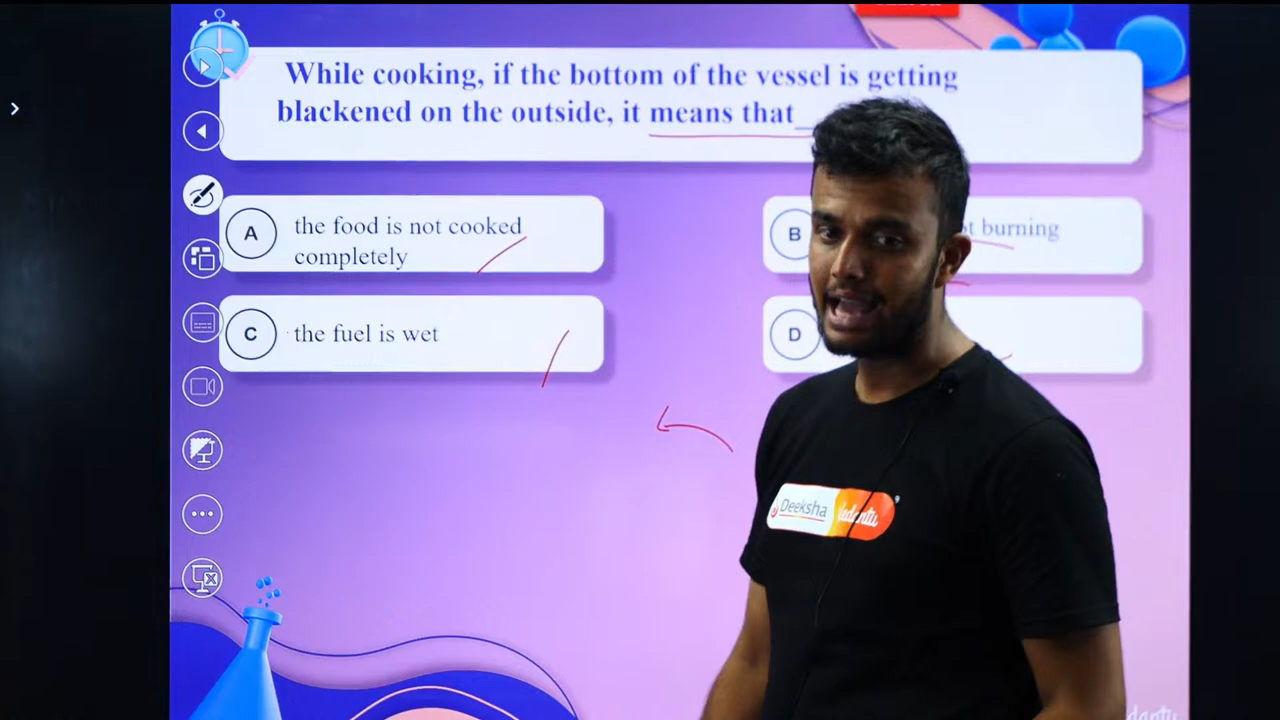 While cooking, if the bottom of the vessel is getting
blackened on the outside, it means that
A
the food is not cooked
completely
B
burning
C
the fuel is wet
D
Deeksha
Vedantu